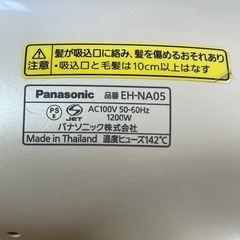 髪が吸込口に絡み、髪を傷めるおそれあり
・吸込口と毛髪は10cm以上はなす
Panasonic 品番 EH-NA05
PS E JET AC100V 50-60Hz
1200W
パナソニック株式会社
Made in Thailand 温度ヒューズ142℃